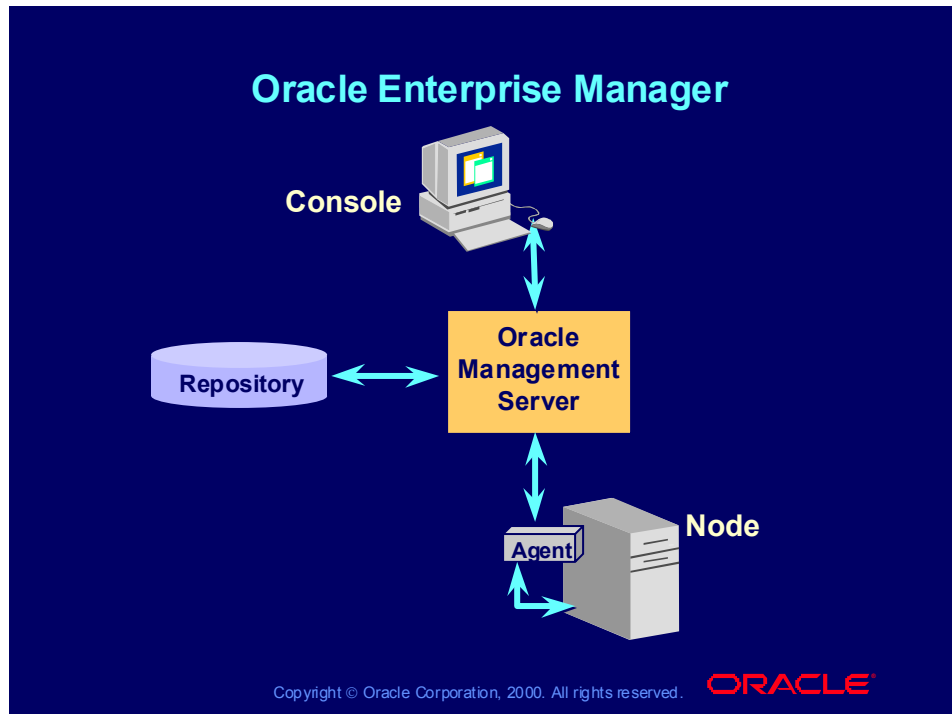 Oracle Enterprise Manager
Console
Oracle
Management
Server
Repository
Agent
Node
Copyright © Oracle Corporation, 2000. All rights reserved.
ORACLE®